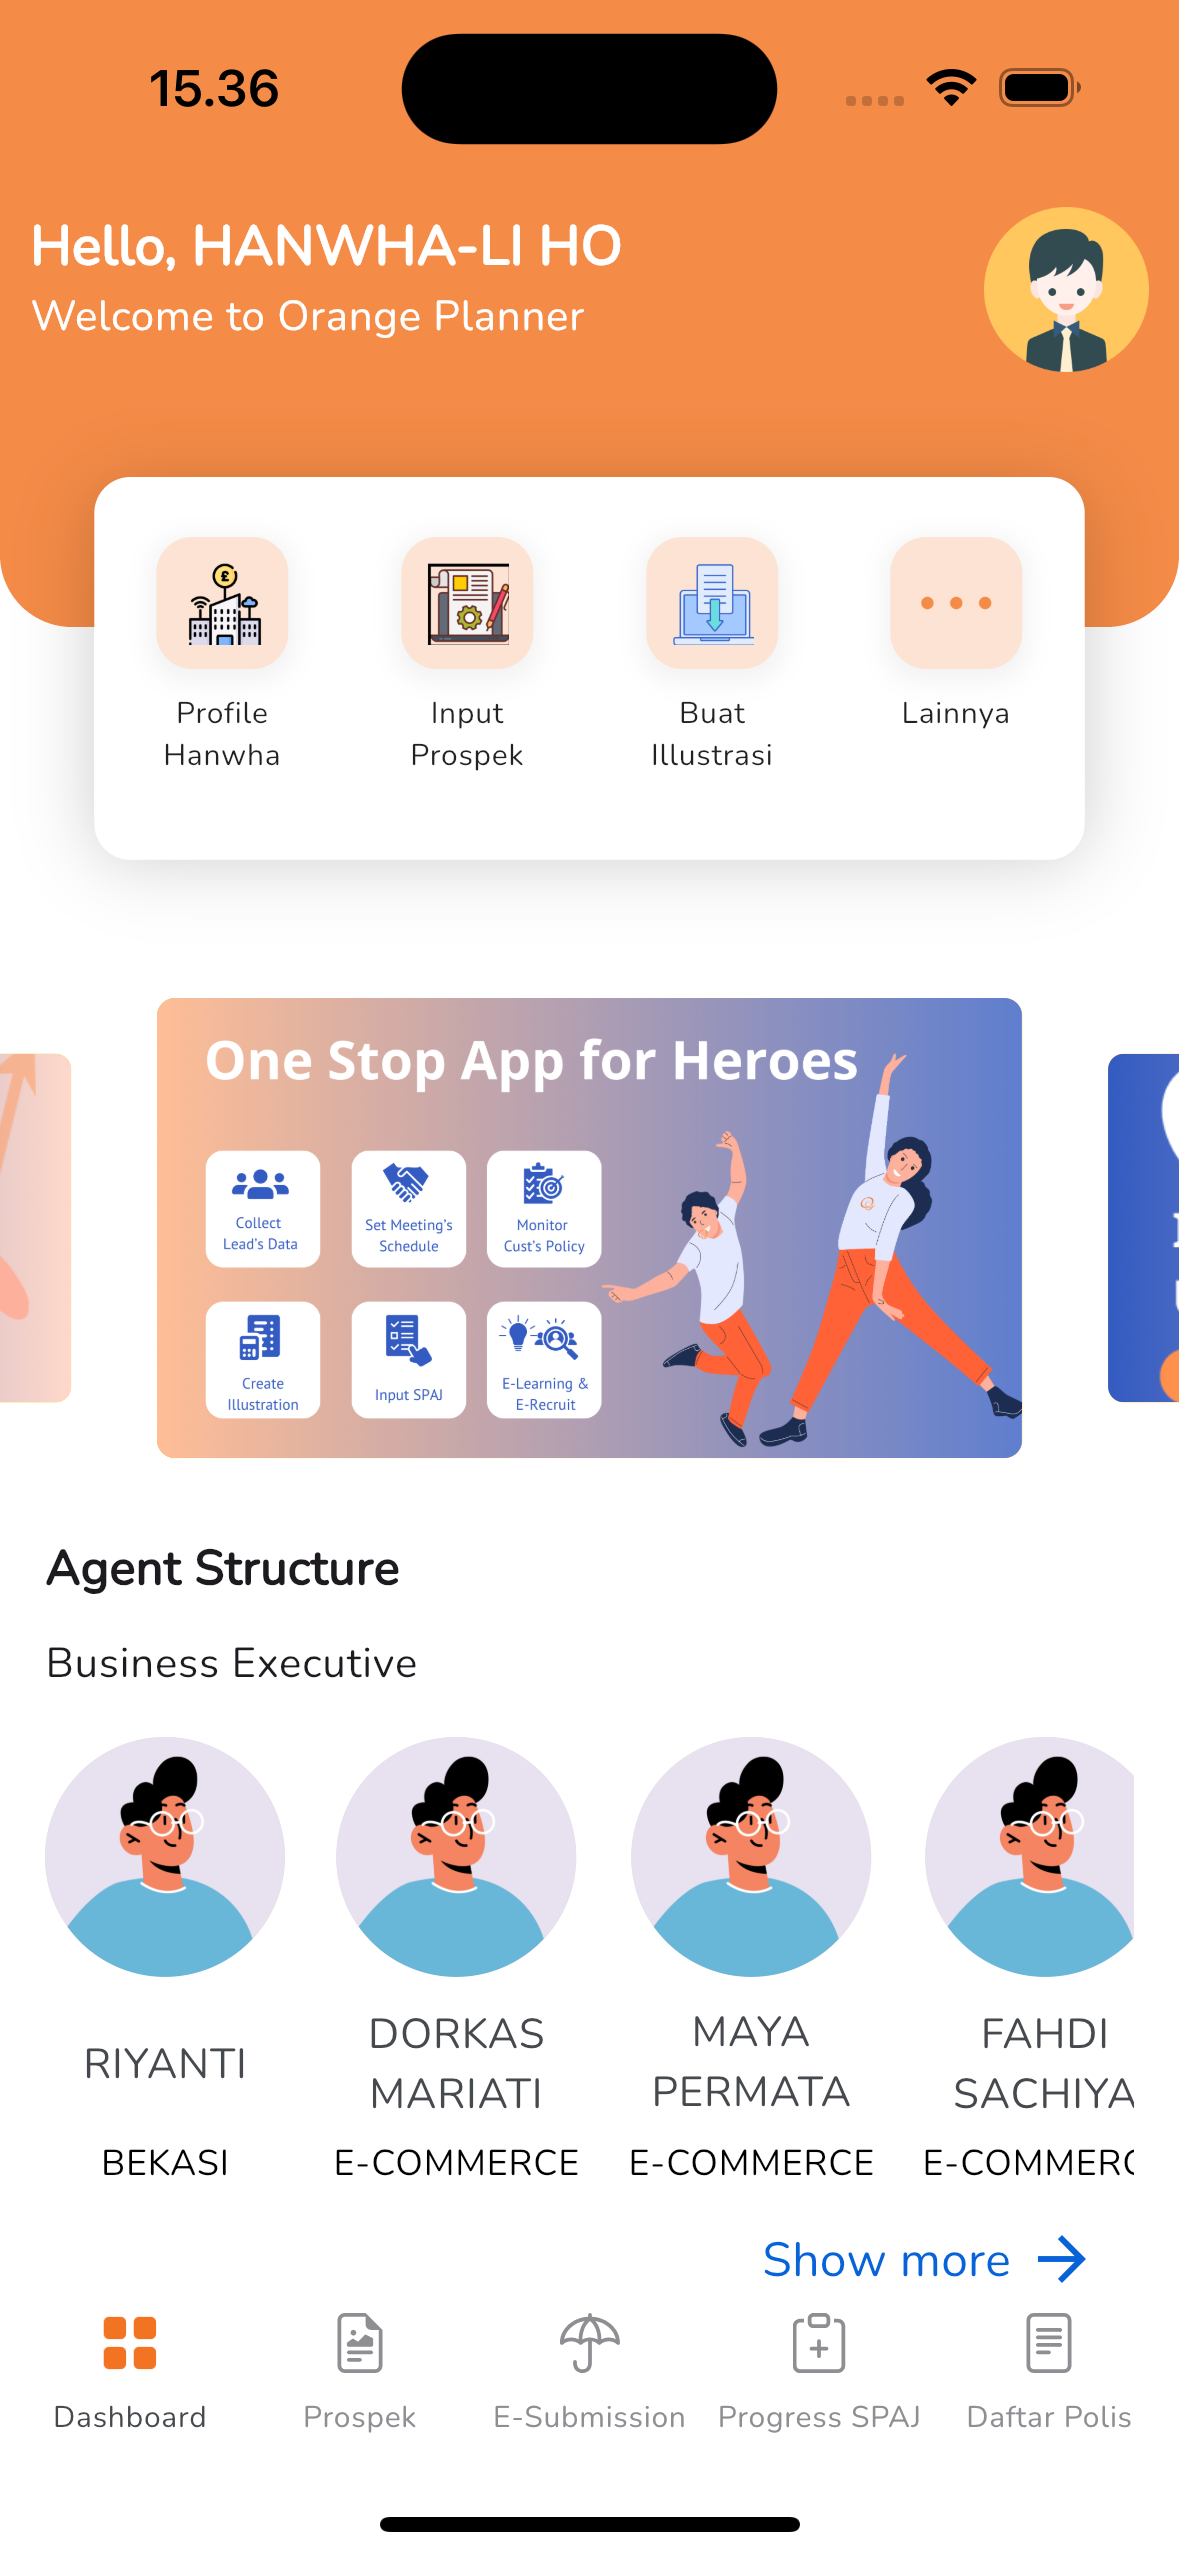 15.36
Hello, HANWHA-LI HO
Welcome to Orange Planner
Profile
Hanwha
Input
Prospek
Buat
Illustrasi
Lainnya
One Stop App for Heroes
Collect
Lead's Data
Set Meeting's
Schedule
Monitor
Cust's Policy
Create
Illustration
Input SPAJ
E-Learning &
E-Recruit
Agent Structure
Business Executive
RIYANTI
BEKASI
DORKAS
MARIATI
E-COMMERCE
MAYA
PERMATA
E-COMMERCE
FAHDI
SACHIYA
E-COMMERC
Show more
Dashboard
Prospek
E-Submission
Progress SPAJ
Daftar Polis